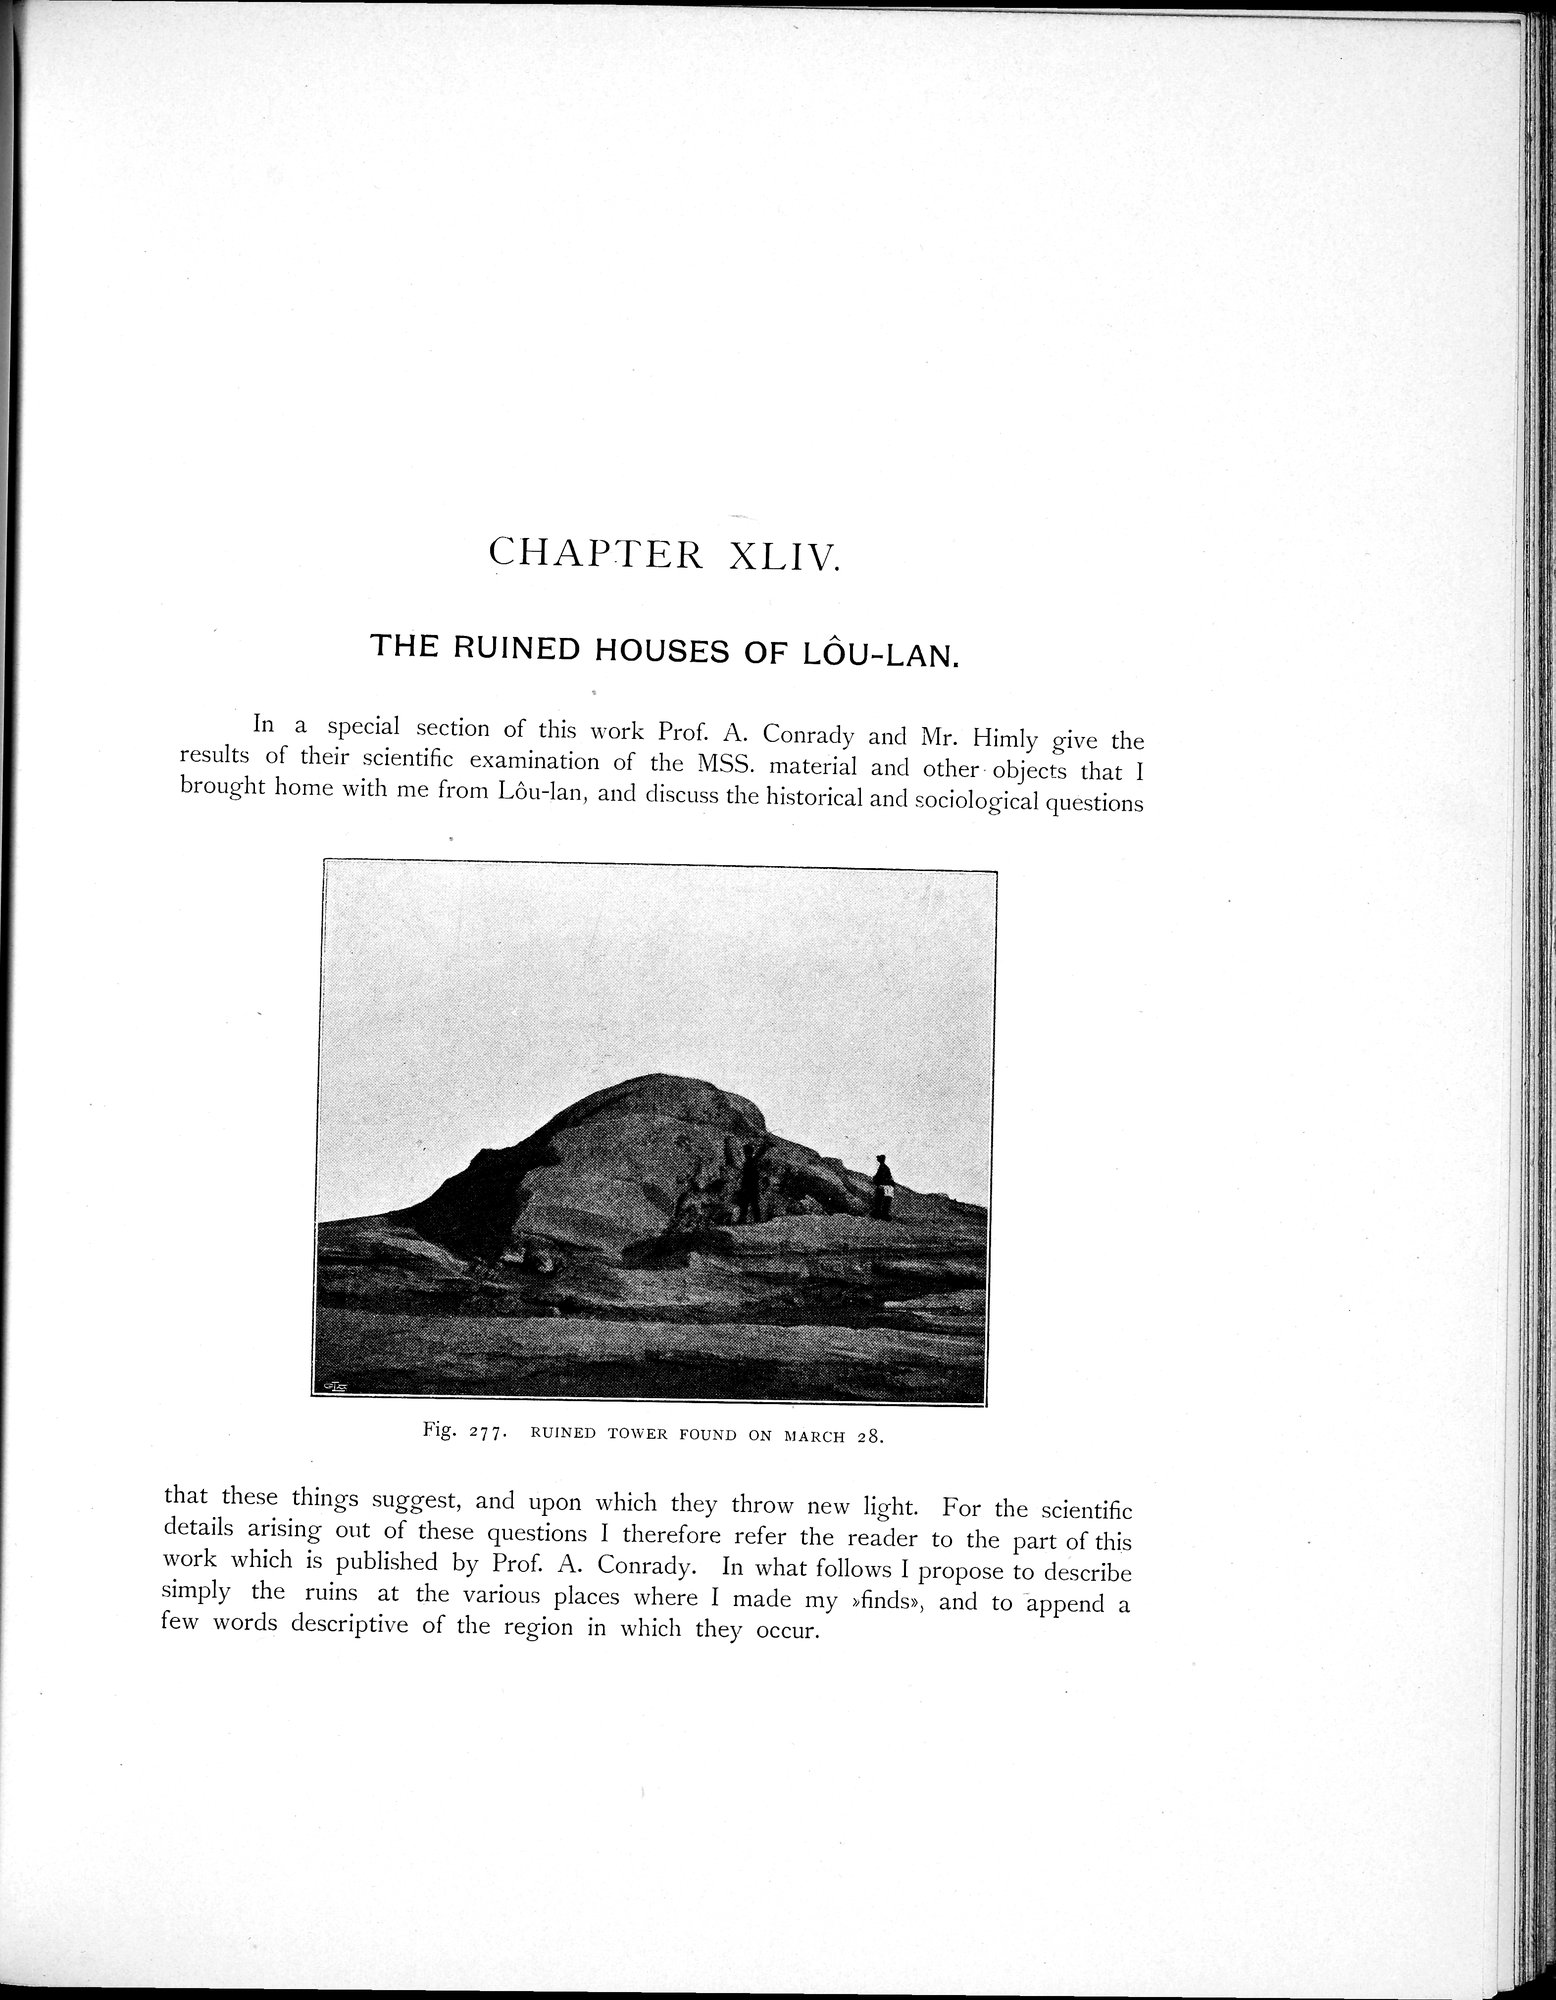 CHAPTER XLIV.
THE RUINED HOUSES OF LÔU-LAN.
In a special section of this work Prof. A. Conrady and Mr. Himly give the
results of their scientific examination of the MSS. material and other objects that I
brought home with me from Lôu-lan, and discuss the historical and sociological questions
Fig. 277. RUINED TOWER FOUND ON MARCH 28.
that these things suggest, and upon which they throw new light. For the scientific
details arising out of these questions I therefore refer the reader to the part of this
work which is published by Prof. A. Conrady. In what follows I propose to describe
simply the ruins at the various places where I made my »finds», and to append a
few words descriptive of the region in which they occur.